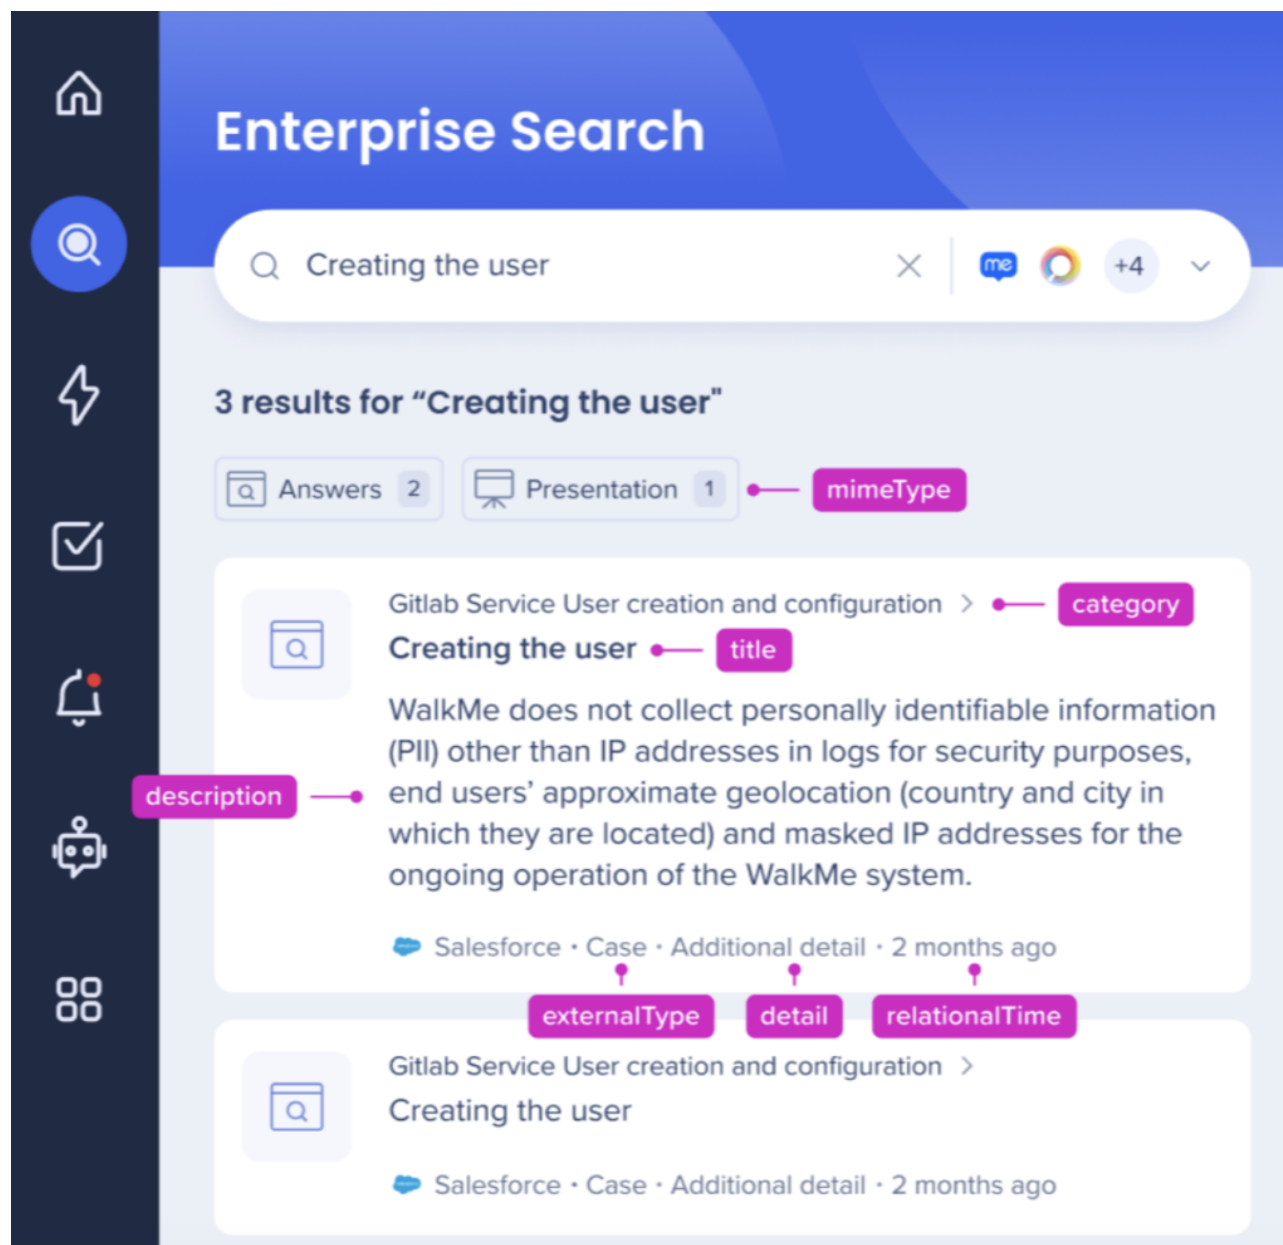 Enterprise Search
Creating the user
me
+4
3 results for “Creating the user"
Answers 2 Presentation 1 mimeType
Gitlab Service User creation and configuration > category
Creating the user title
WalkMe does not collect personally identifiable information
(PII) other than IP addresses in logs for security purposes,
description end users’ approximate geolocation (country and city in
which they are located) and masked IP addresses for the
ongoing operation of the WalkMe system.
Salesforce · Case · Additional detail · 2 months ago
externalType detail relationalTime
Gitlab Service User creation and configuration >
Creating the user
Salesforce · Case · Additional detail · 2 months ago